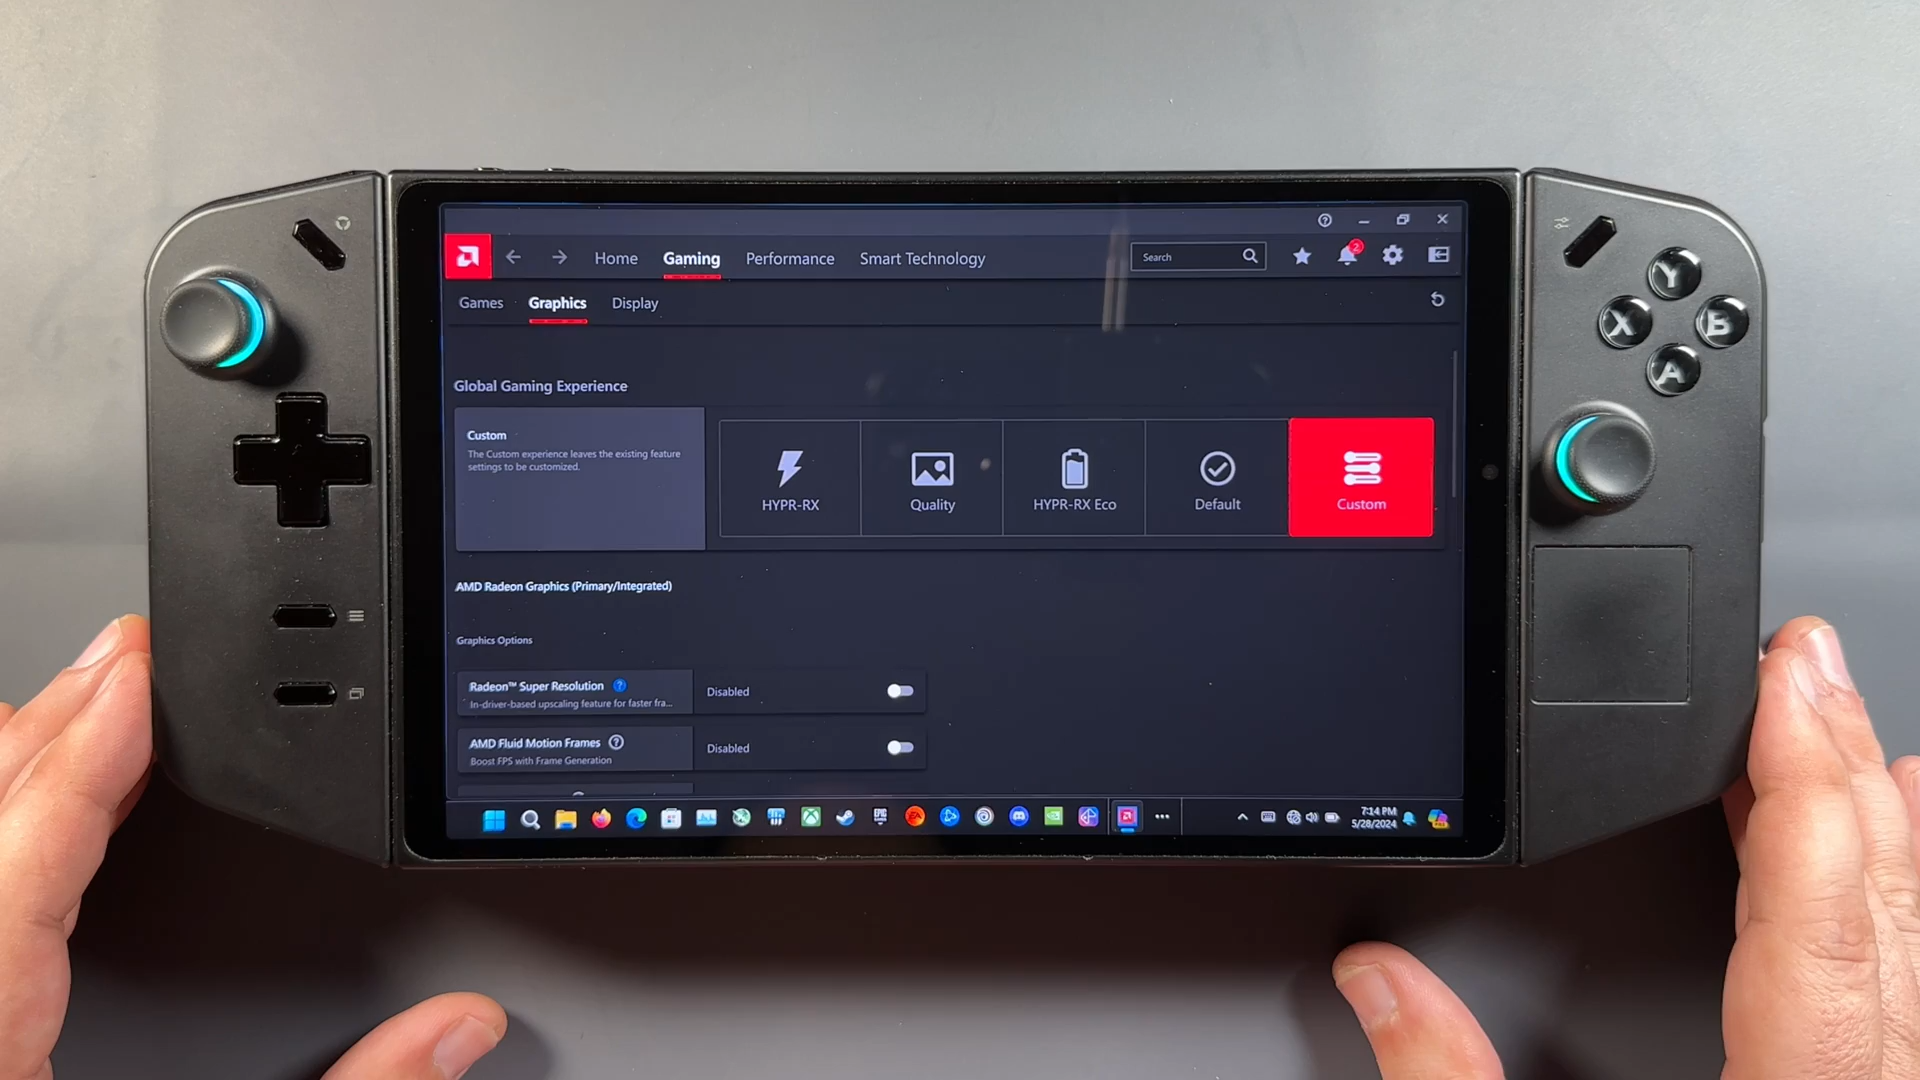 Home Gaming Performance Smart Technology Search 2
Games Graphics Display
Global Gaming Experience
Custom
The Custom experience leaves the existing feature
settings to be customized.
HYPR-RX Quality HYPR-RX Eco Default Custom
AMD Radeon Graphics (Primary/Integrated)
Graphics Options
Radeon™ Super Resolution ?
In-driver-based upscaling feature for faster fra...
Disabled
AMD Fluid Motion Frames ?
Boost FPS with Frame Generation
Disabled
EPIC
EA
7:14 PM
5/28/2024
Y
X
B
A